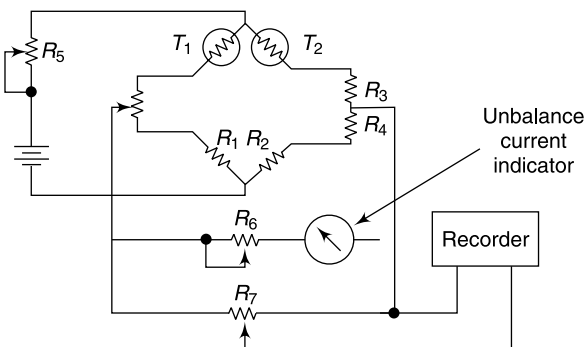 T1
T2
R5
R3
R4
R1
R2
Unbalance
current
indicator
R6
Recorder
R7